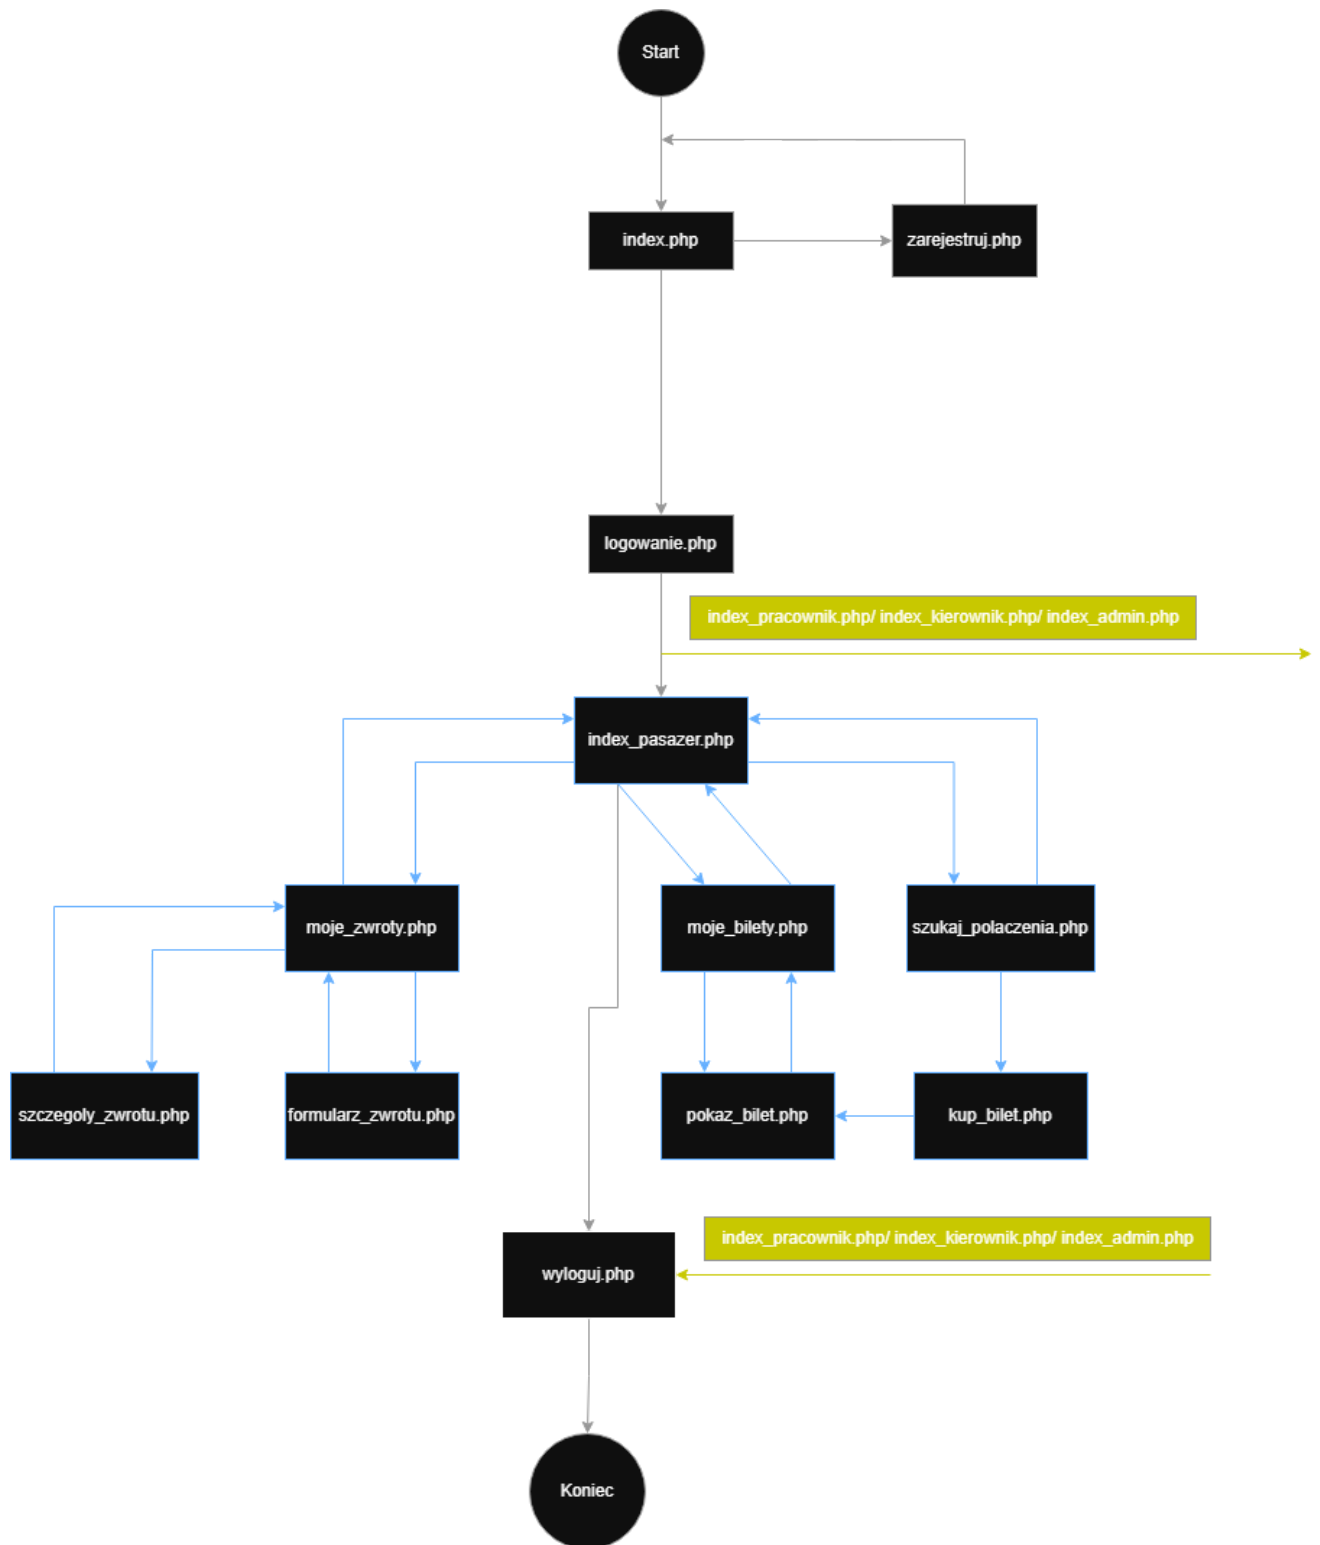 Start
index.php
zarejestruj.php
logowanie.php
index_pracownik.php/ index_kierownik.php/ index_admin.php
index_pasazer.php
moje_zwroty.php
moje_bilety.php
szukaj_polaczenia.php
szczegoly_zwrotu.php
formularz_zwrotu.php
pokaz_bilet.php
kup_bilet.php
index_pracownik.php/ index_kierownik.php/ index_admin.php
wyloguj.php
Koniec